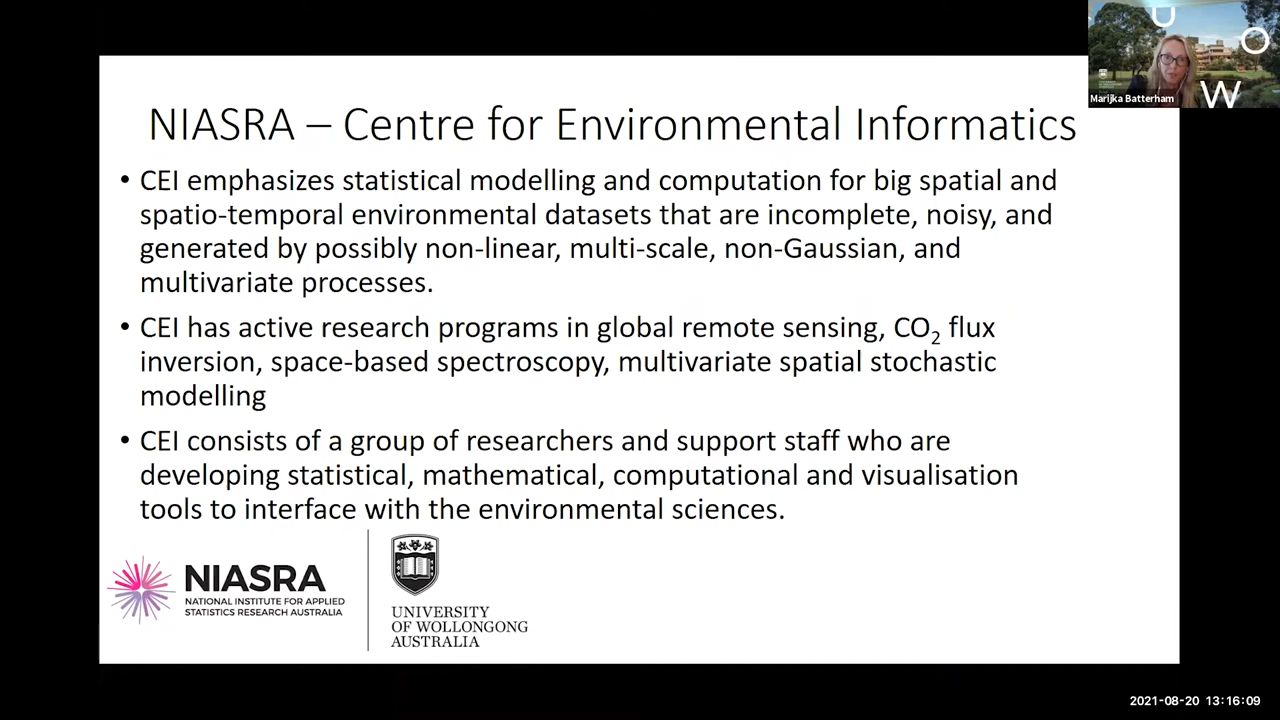 NIASRA – Centre for Environmental Informatics
• CEI emphasizes statistical modelling and computation for big spatial and
spatio-temporal environmental datasets that are incomplete, noisy, and
generated by possibly non-linear, multi-scale, non-Gaussian, and
multivariate processes.
• CEI has active research programs in global remote sensing, CO₂ flux
inversion, space-based spectroscopy, multivariate spatial stochastic
modelling
• CEI consists of a group of researchers and support staff who are
developing statistical, mathematical, computational and visualisation
tools to interface with the environmental sciences.
NIASRA
NATIONAL INSTITUTE FOR APPLIED
STATISTICS RESEARCH AUSTRALIA
UNIVERSITY
OF WOLLONGONG
AUSTRALIA
U
O
W
Marijka Batterham
2021-08-20 13:16:09